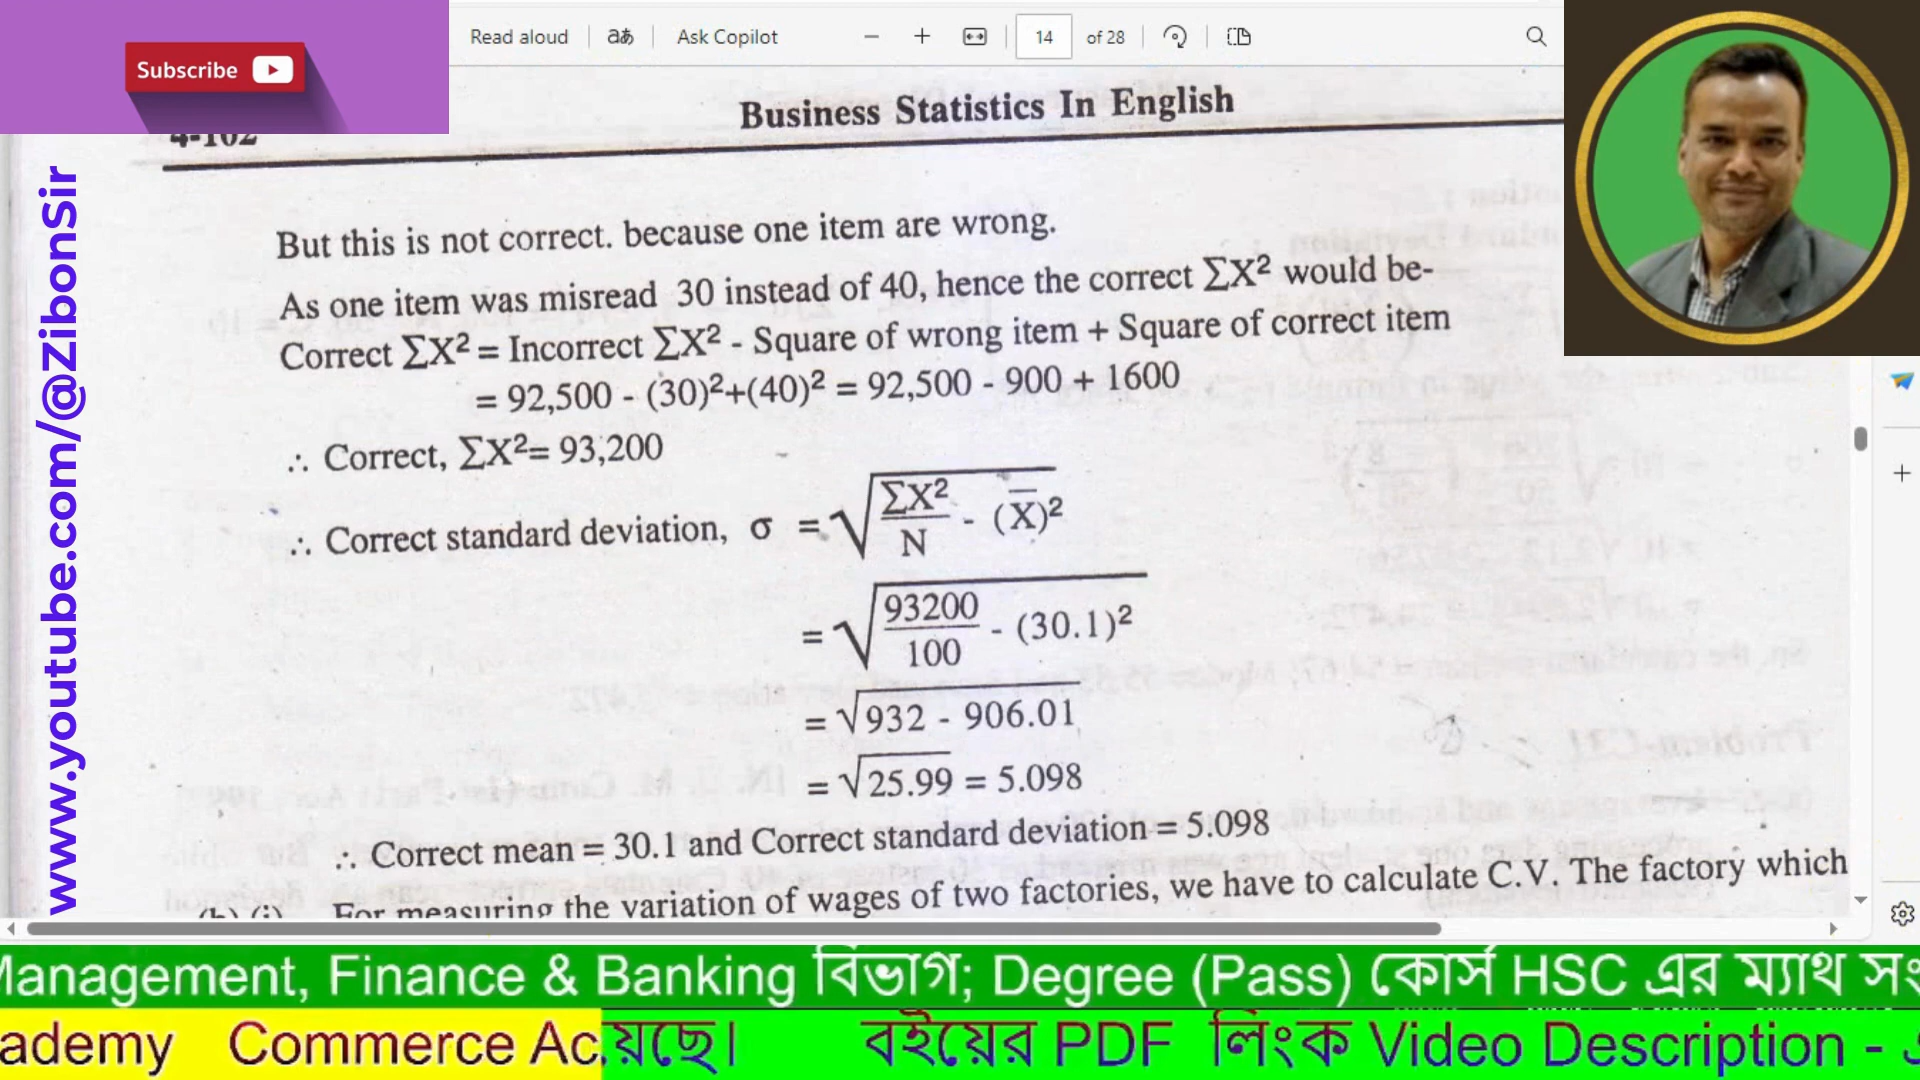 Subscribe
Read aloud
aあ
Ask Copilot
14
of 28
Business Statistics In English
4-102
www.youtube.com/@ZibonSir
But this is not correct. because one item are wrong.
As one item was misread 30 instead of 40, hence the correct ∑X² would be-
Correct ∑X² = Incorrect ∑X² - Square of wrong item + Square of correct item
= 92,500 - (30)²+(40)² = 92,500 - 900 + 1600
∴ Correct, ∑X²= 93,200
∴ Correct standard deviation, σ = √(∑X²/N - (X̄)²)
= √(93200/100 - (30.1)²)
= √(932 - 906.01)
= √25.99 = 5.098
∴ Correct mean = 30.1 and Correct standard deviation = 5.098
(b) (i) For measuring the variation of wages of two factories, we have to calculate C.V. The factory which
Management, Finance & Banking বিভাগ; Degree (Pass) কোর্স HSC এর ম্যাথ
ademy Commerce Ac য়েছে। বইয়ের PDF লিংক Video Description -